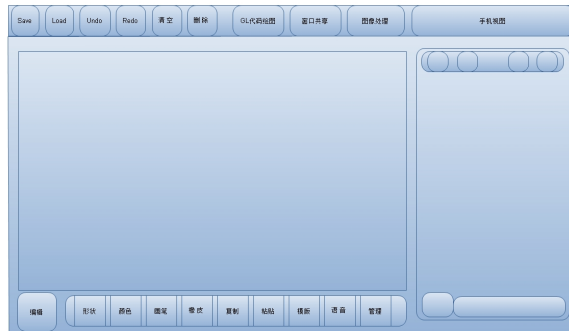 Save Load Undo Redo 清空 删除 GL代码绘图 窗口共享 图像处理 手机视图
编辑 形状 颜色 画笔 橡皮 复制 粘贴 模版 语音 管理